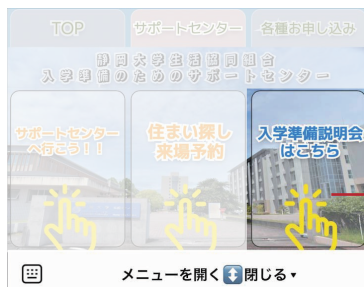 TOP
サポートセンター
各種お申し込み
静岡大学生活協同組合
入学準備のためのサポートセンター
サポートセンター
へ行こう！！
住まい探し
来場予約
入学準備説明会
はこちら
メニューを開く↕閉じる▾